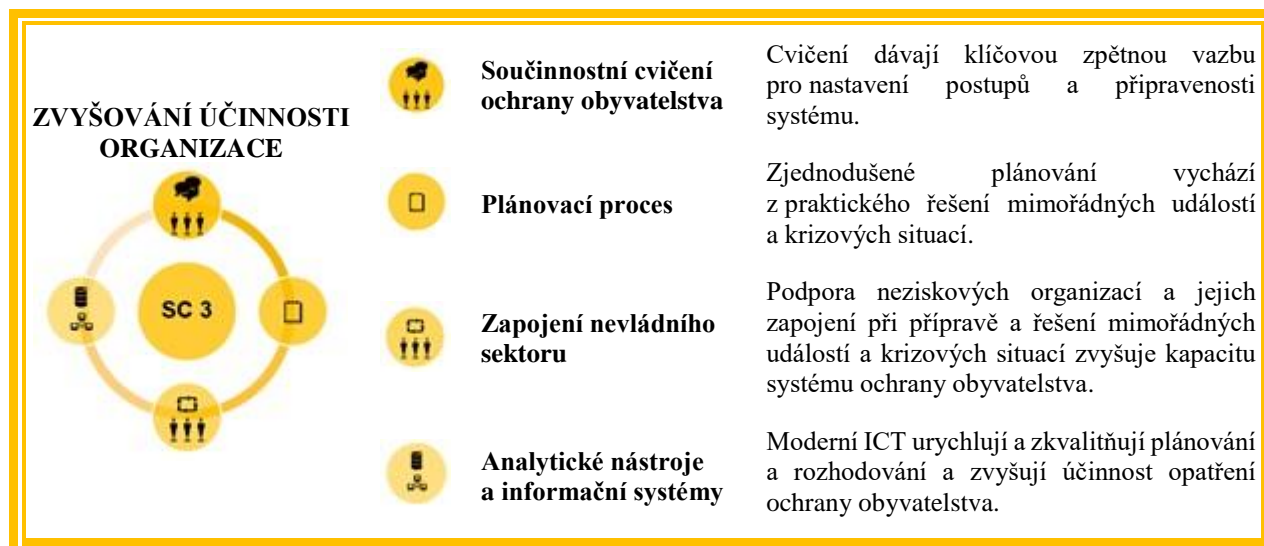 ZVYŠOVÁNÍ ÚČINNOSTI
ORGANIZACE
SC 3
Součinnostní cvičení
ochrany obyvatelstva
Cvičení dávají klíčovou zpětnou vazbu
pro nastavení postupů a připravenosti
systému.
Plánovací proces
Zjednodušené plánování vychází
z praktického řešení mimořádných událostí
a krizových situací.
Zapojení nevládního
sektoru
Podpora neziskových organizací a jejich
zapojení při přípravě a řešení mimořádných
událostí a krizových situací zvyšuje kapacitu
systému ochrany obyvatelstva.
Analytické nástroje
a informační systémy
Moderní ICT urychlují a zkvalitňují plánování
a rozhodování a zvyšují účinnost opatření
ochrany obyvatelstva.